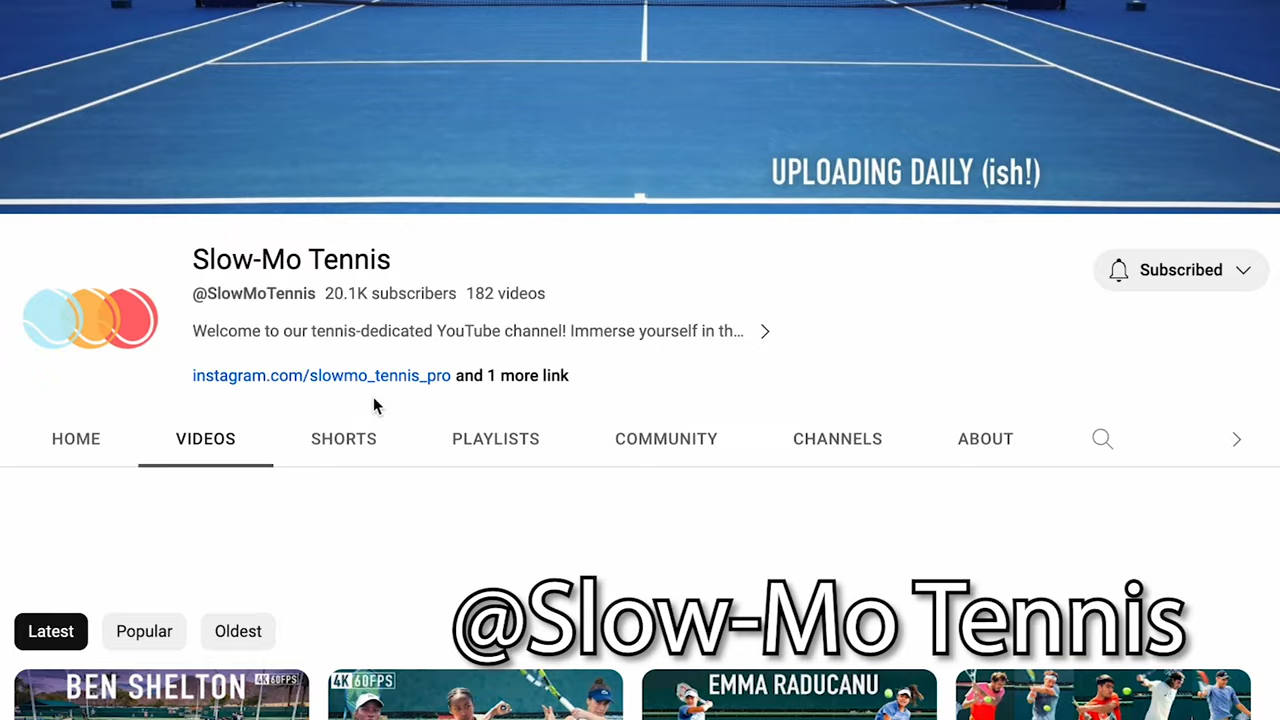 UPLOADING DAILY (ish!)
Slow-Mo Tennis
@SlowMoTennis 20.1K subscribers 182 videos
Subscribed
Welcome to our tennis-dedicated YouTube channel! Immerse yourself in th...
instagram.com/slowmo_tennis_pro and 1 more link
HOME VIDEOS SHORTS PLAYLISTS COMMUNITY CHANNELS ABOUT
@Slow-Mo Tennis
Latest Popular Oldest
BEN SHELTON 4K 60FPS
4K 60FPS
EMMA RADUCANU